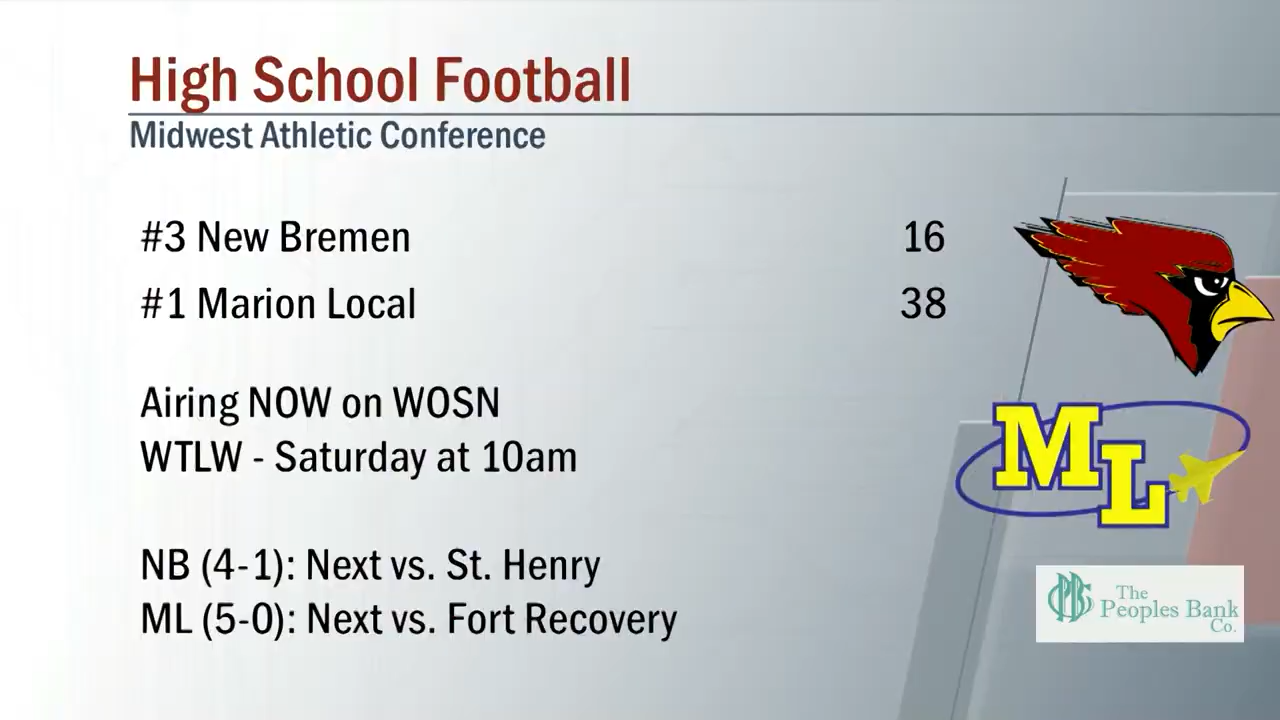 High School Football
Midwest Athletic Conference
#3 New Bremen 16
#1 Marion Local 38
Airing NOW on WOSN
WTLW - Saturday at 10am
NB (4-1): Next vs. St. Henry
ML (5-0): Next vs. Fort Recovery
ML
PBC
The
Peoples Bank
Co.